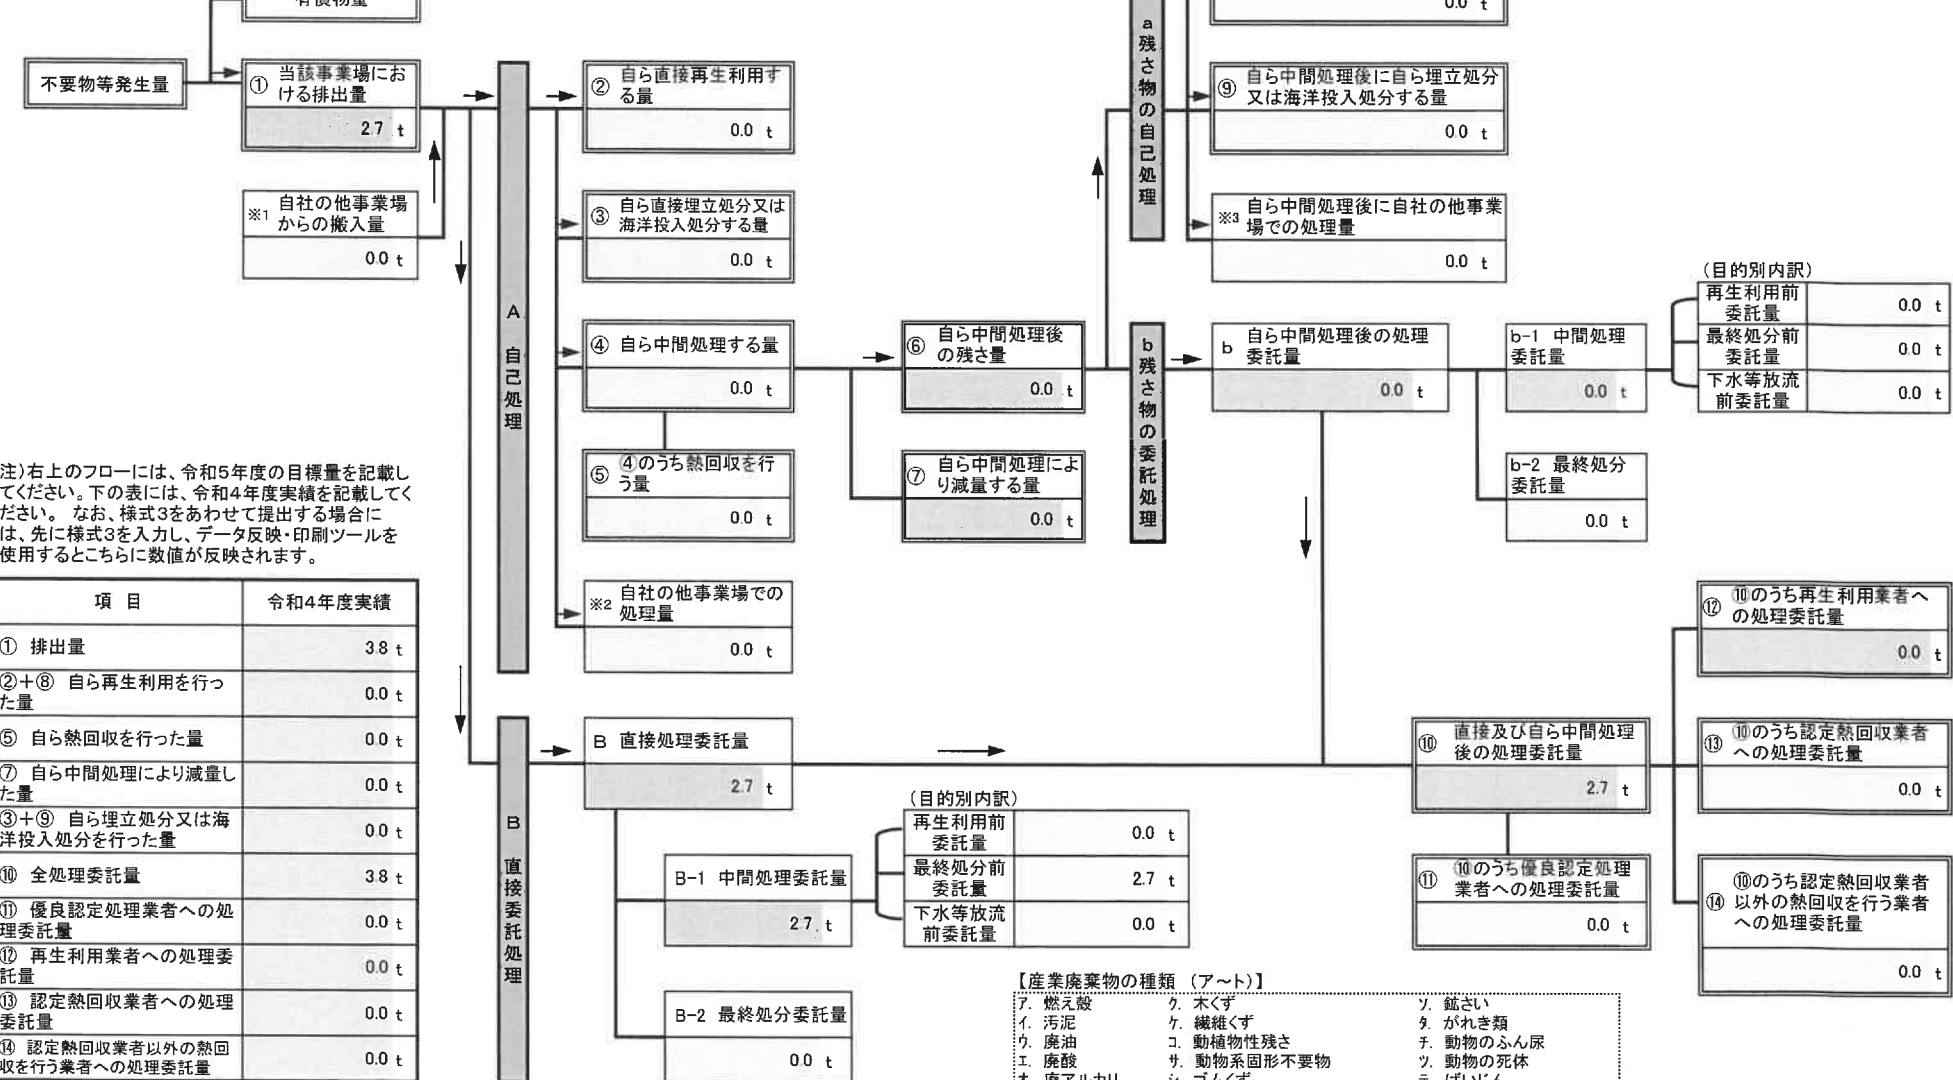 有償物量
不要物等発生量
① 当該事業場にお
ける排出量
2.7 t
※1 自社の他事業場
からの搬入量
0.0 t
A 自己処理
② 自ら直接再生利用す
る量
0.0 t
③ 自ら直接埋立処分又は
海洋投入処分する量
0.0 t
④ 自ら中間処理する量
0.0 t
⑤ ④のうち熱回収を行
う量
0.0 t
※2 自社の他事業場での
処理量
0.0 t
⑥ 自ら中間処理後
の残さ量
0.0 t
⑦ 自ら中間処理によ
り減量する量
0.0 t
a 残さ物の自己処理
0.0 t
⑨ 自ら中間処理後に自ら埋立処分
又は海洋投入処分する量
0.0 t
※3 自ら中間処理後に自社の他事業
場での処理量
0.0 t
b 残さ物の委託処理
b 自ら中間処理後の処理
委託量
0.0 t
b-1 中間処理
委託量
0.0 t
(目的別内訳)
再生利用前
委託量
0.0 t
最終処分前
委託量
0.0 t
下水等放流
前委託量
0.0 t
b-2 最終処分
委託量
0.0 t
注)右上のフローには、令和5年度の目標量を記載し
てください。下の表には、令和4年度実績を記載してく
ださい。 なお、様式3をあわせて提出する場合に
は、先に様式3を入力し、データ反映・印刷ツールを
使用するとこちらに数値が反映されます。
項 目 令和4年度実績
① 排出量 3.8 t
②+⑧ 自ら再生利用を行っ
た量 0.0 t
⑤ 自ら熱回収を行った量 0.0 t
⑦ 自ら中間処理により減量し
た量 0.0 t
③+⑨ 自ら埋立処分又は海
洋投入処分を行った量 0.0 t
⑩ 全処理委託量 3.8 t
⑪ 優良認定処理業者への処
理委託量 0.0 t
⑫ 再生利用業者への処理委
託量 0.0 t
⑬ 認定熱回収業者への処理
委託量 0.0 t
⑭ 認定熱回収業者以外の熱回
収を行う業者への処理委託量 0.0 t
B 直接委託処理
B 直接処理委託量
2.7 t
B-1 中間処理委託量
2.7 t
(目的別内訳)
再生利用前
委託量
0.0 t
最終処分前
委託量
2.7 t
下水等放流
前委託量
0.0 t
B-2 最終処分委託量
0.0 t
⑩ 直接及び自ら中間処理
後の処理委託量
2.7 t
⑪ ⑩のうち優良認定処理
業者への処理委託量
0.0 t
⑫ ⑩のうち再生利用業者へ
の処理委託量
0.0 t
⑬ ⑩のうち認定熱回収業者
への処理委託量
0.0 t
⑭ ⑩のうち認定熱回収業者
以外の熱回収を行う業者
への処理委託量
0.0 t
【産業廃棄物の種類 (ア～ト)】
ア. 燃え殻 ク. 木くず ソ. 鉱さい
イ. 汚泥 ケ. 繊維くず タ. がれき類
ウ. 廃油 コ. 動植物性残さ チ. 動物のふん尿
エ. 廃酸 サ. 動物系固形不要物 ツ. 動物の死体
オ. 廃アルカリ シ. ゴムくず テ. ばいじん